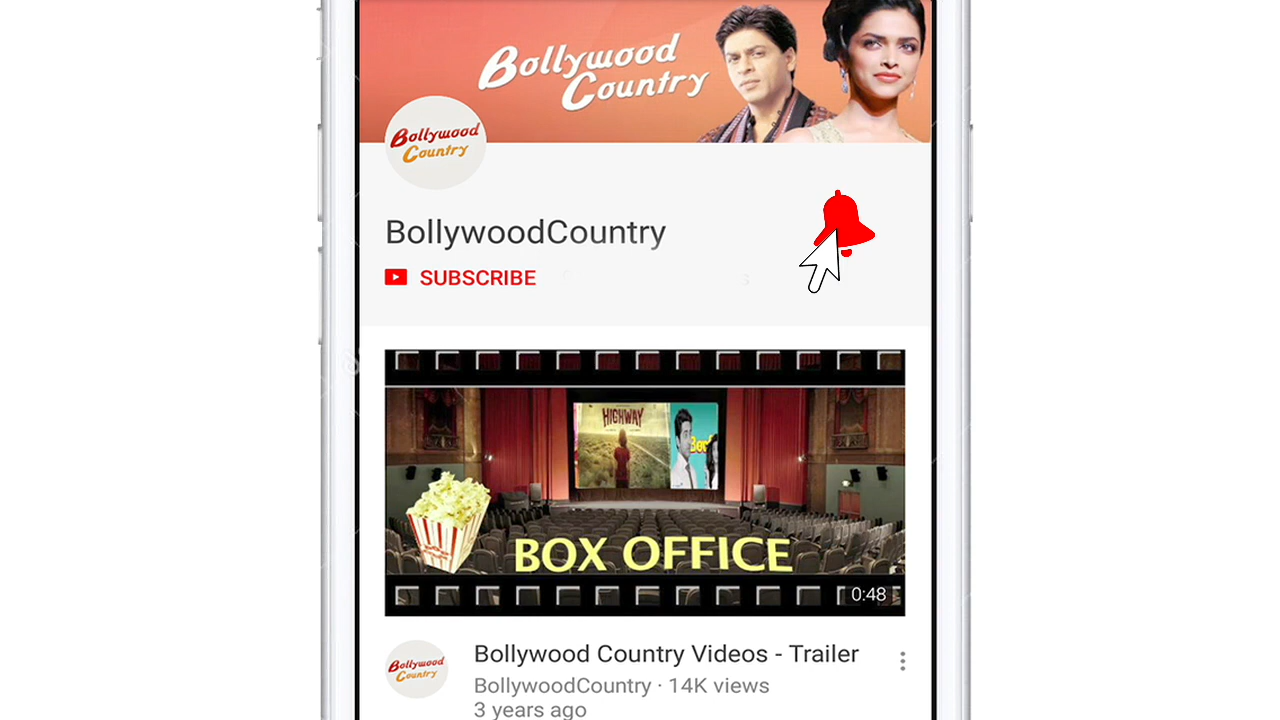 Bollywood
Country
Bollywood
Country
BollywoodCountry
SUBSCRIBE
HIGHWAY
BOX OFFICE
0:48
Bollywood
Country
Bollywood Country Videos - Trailer
BollywoodCountry · 14K views
3 years ago